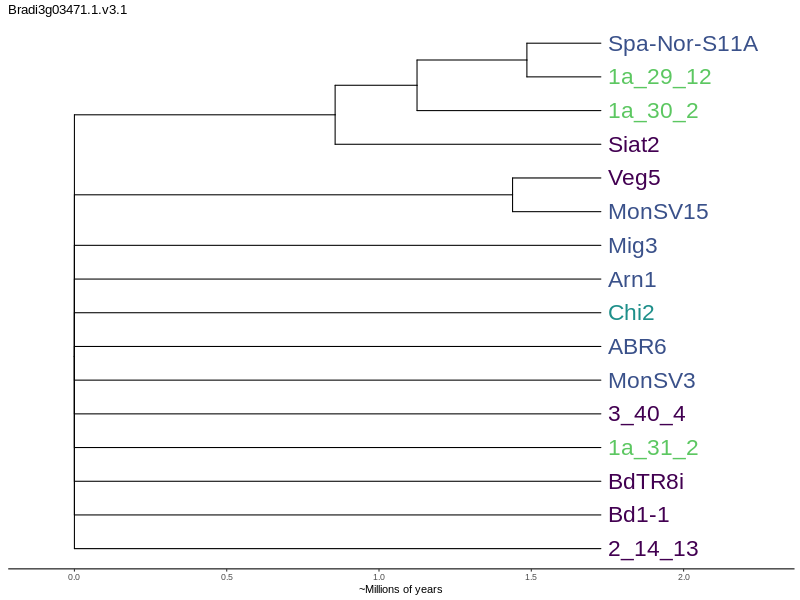 Bradi3g03471.1.v3.1
Spa-Nor-S11A
1a_29_12
1a_30_2
Siat2
Veg5
MonSV15
Mig3
Arn1
Chi2
ABR6
MonSV3
3_40_4
1a_31_2
BdTR8i
Bd1-1
2_14_13
0.0 0.5 1.0 1.5 2.0
~Millions of years